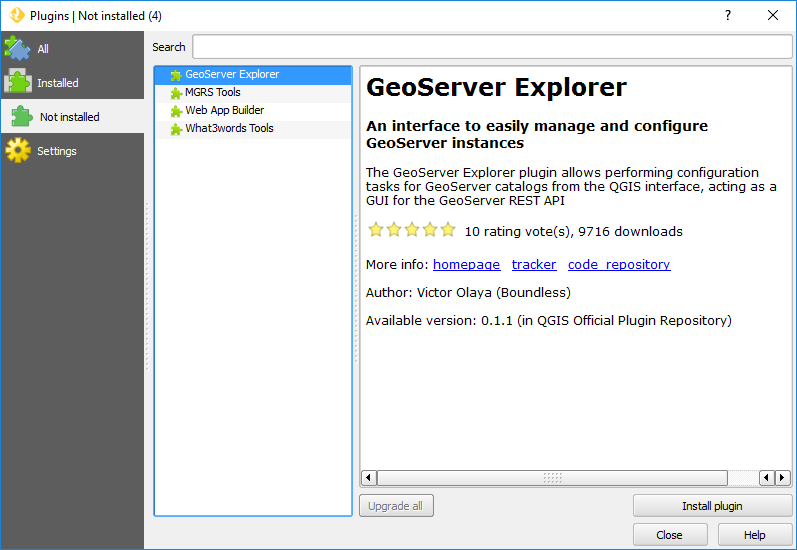 Plugins | Not installed (4)
?
All
Installed
Not installed
Settings
Search
GeoServer Explorer
MGRS Tools
Web App Builder
What3words Tools
GeoServer Explorer
An interface to easily manage and configure
GeoServer instances
The GeoServer Explorer plugin allows performing configuration
tasks for GeoServer catalogs from the QGIS interface, acting as a
GUI for the GeoServer REST API
10 rating vote(s), 9716 downloads
More info: homepage tracker code_repository
Author: Victor Olaya (Boundless)
Available version: 0.1.1 (in QGIS Official Plugin Repository)
Upgrade all
Install plugin
Close
Help